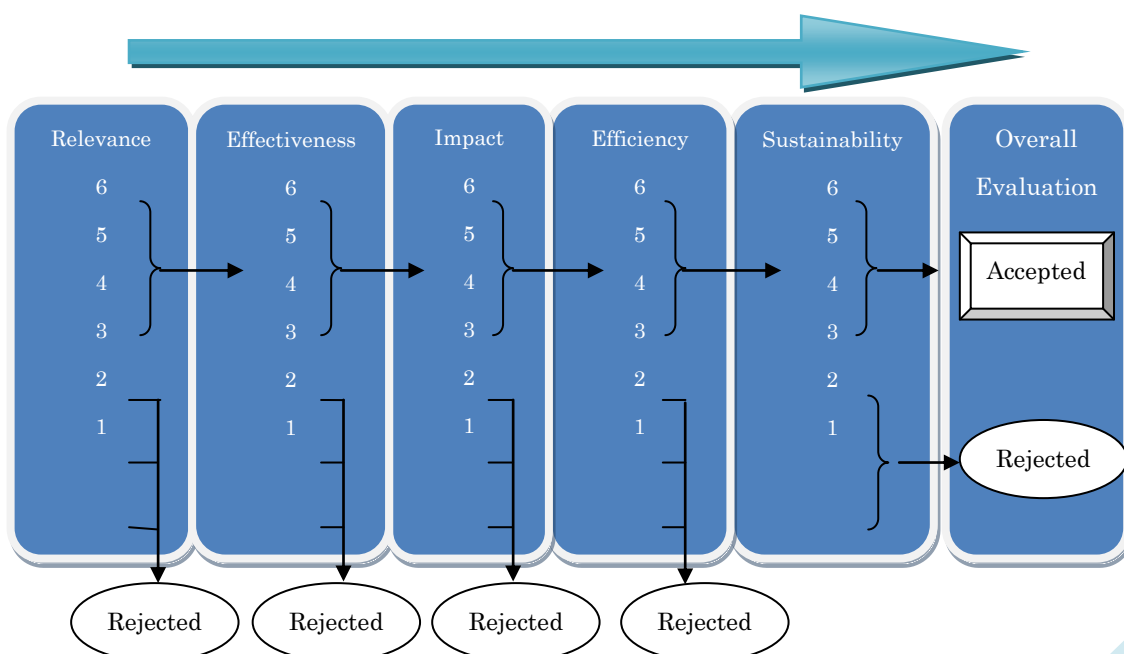 Relevance
6
5
4
3
2
1
Effectiveness
6
5
4
3
2
1
Impact
6
5
4
3
2
1
Efficiency
6
5
4
3
2
1
Sustainability
6
5
4
3
2
1
Overall
Evaluation
Accepted
Rejected
Rejected
Rejected
Rejected
Rejected